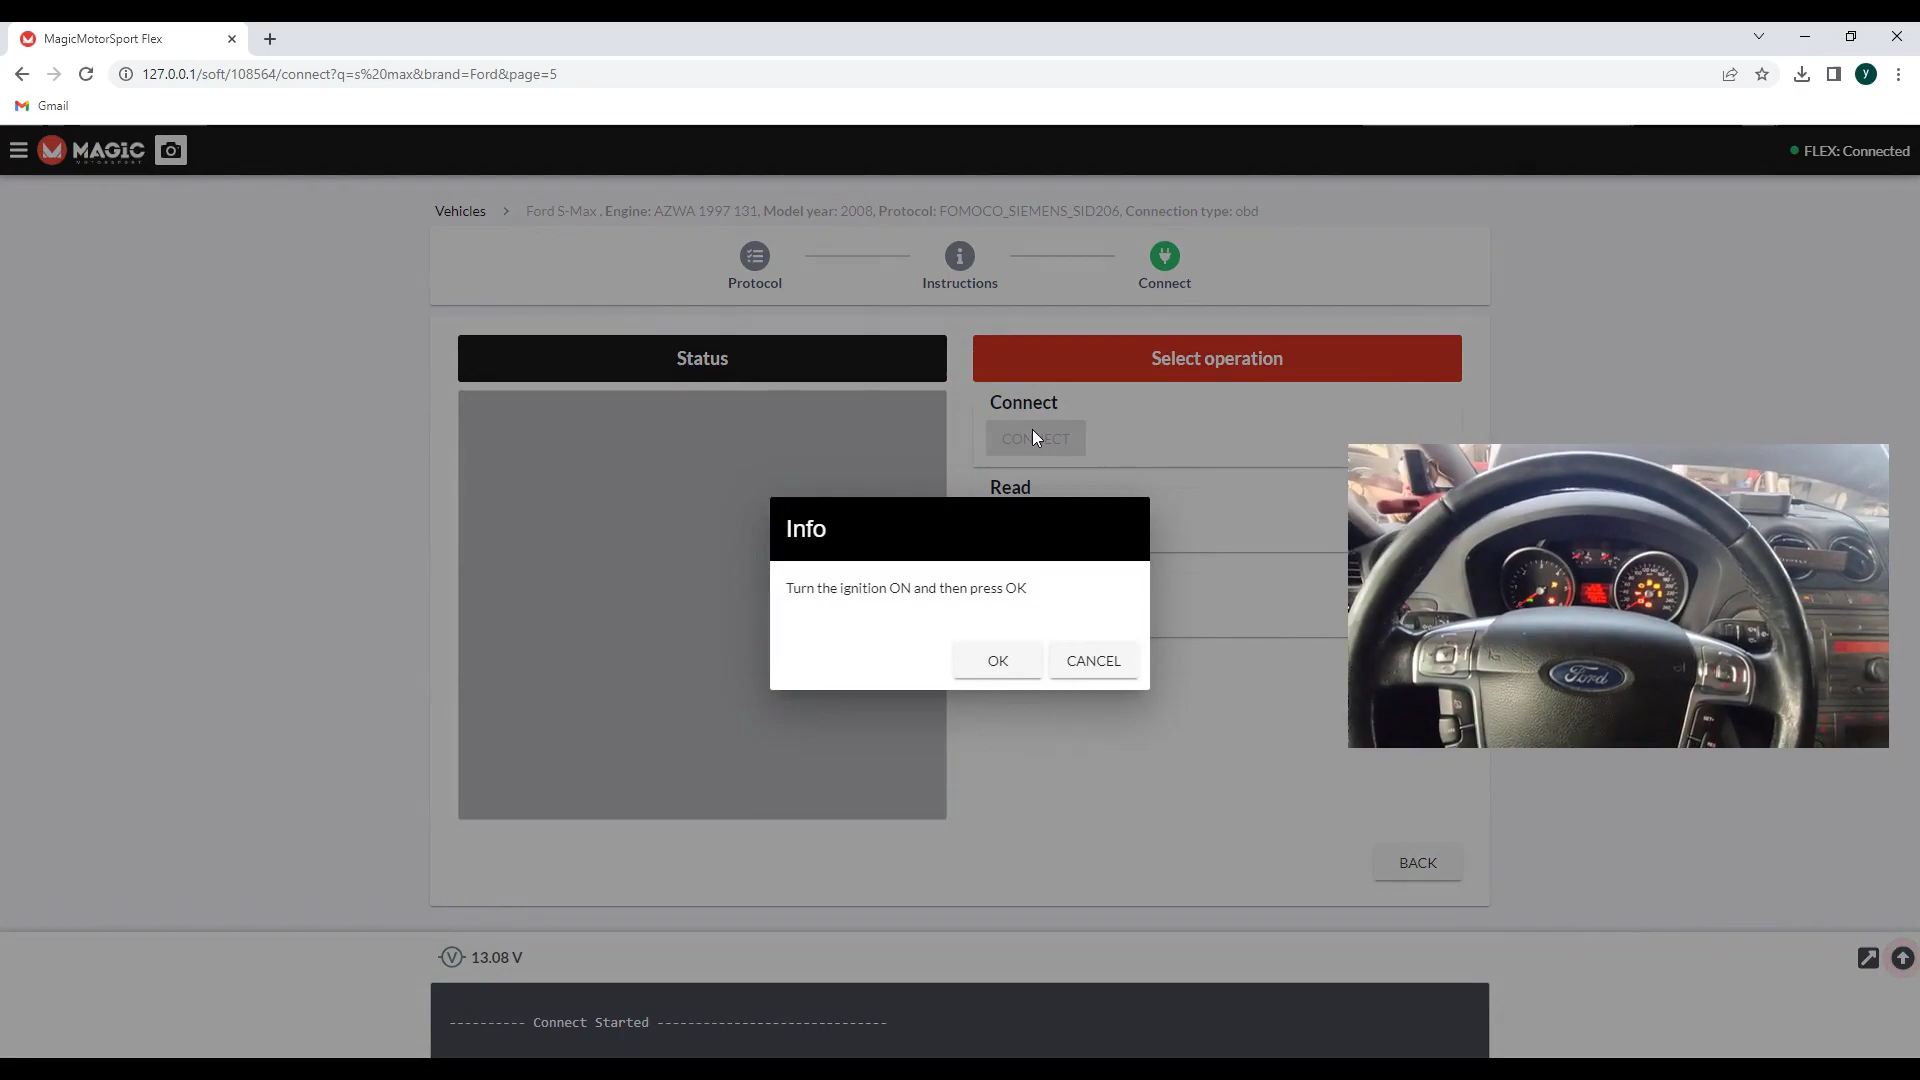 MagicMotorSport Flex
127.0.0.1/soft/108564/connect?q=s%20max&brand=Ford&page=5
y
Gmail
MAGIC
MOTORSPORT
FLEX: Connected
Vehicles > Ford S-Max . Engine: AZWA 1997 131, Model year: 2008, Protocol: FOMOCO_SIEMENS_SID206, Connection type: obd
Protocol
Instructions
Connect
Status
Select operation
Connect
CONNECT
Read
Info
Turn the ignition ON and then press OK
OK
CANCEL
Ford
BACK
V 13.08 V
---------- Connect Started ------------------------------